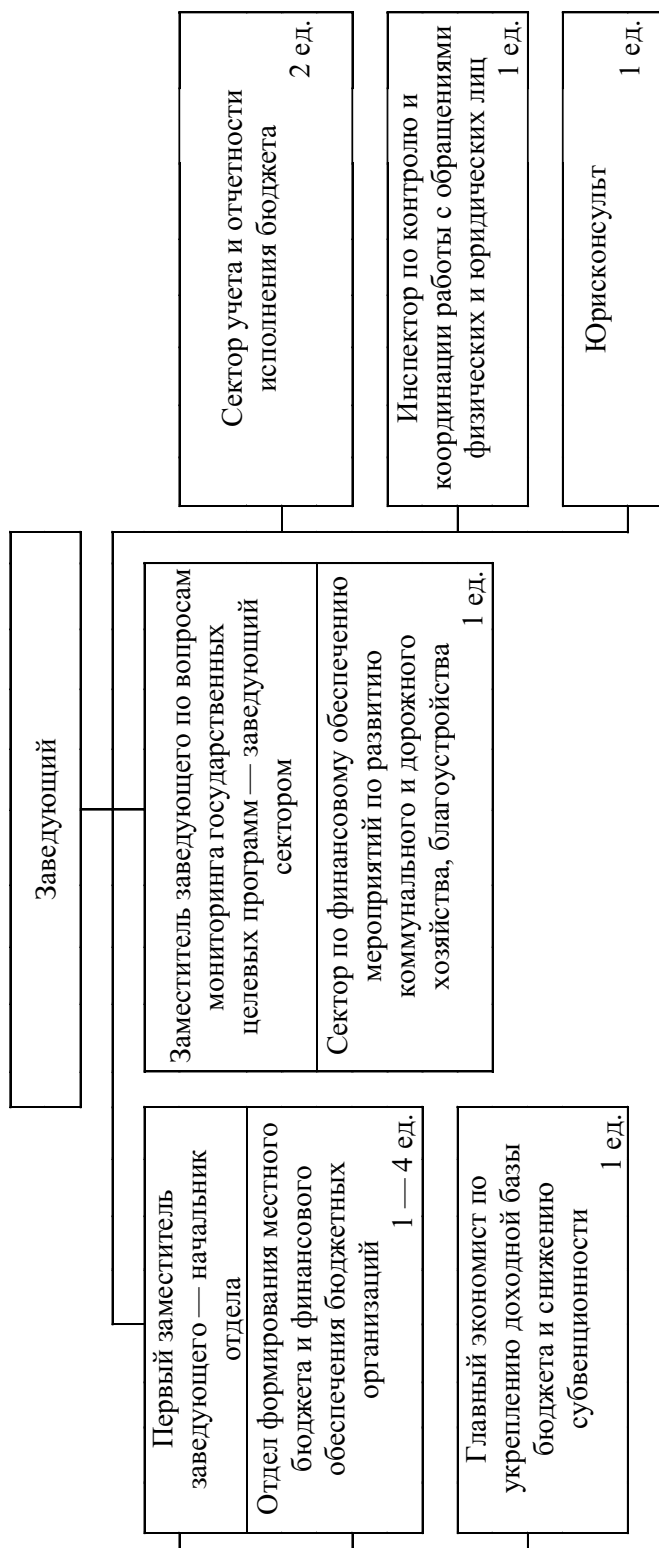 Заведующий
Первый заместитель
заведующего — начальник
отдела
Отдел формирования местного
бюджета и финансового
обеспечения бюджетных
организаций
1 — 4 ед.
Главный экономист по
укреплению доходной базы
бюджета и снижению
субвенционности
1 ед.
Заместитель заведующего по вопросам
мониторинга государственных
целевых программ — заведующий
сектором
Сектор по финансовому обеспечению
мероприятий по развитию
коммунального и дорожного
хозяйства, благоустройства
1 ед.
Сектор учета и отчетности
исполнения бюджета
2 ед.
Инспектор по контролю и
координации работы с обращениями
физических и юридических лиц
1 ед.
Юрисконсульт
1 ед.